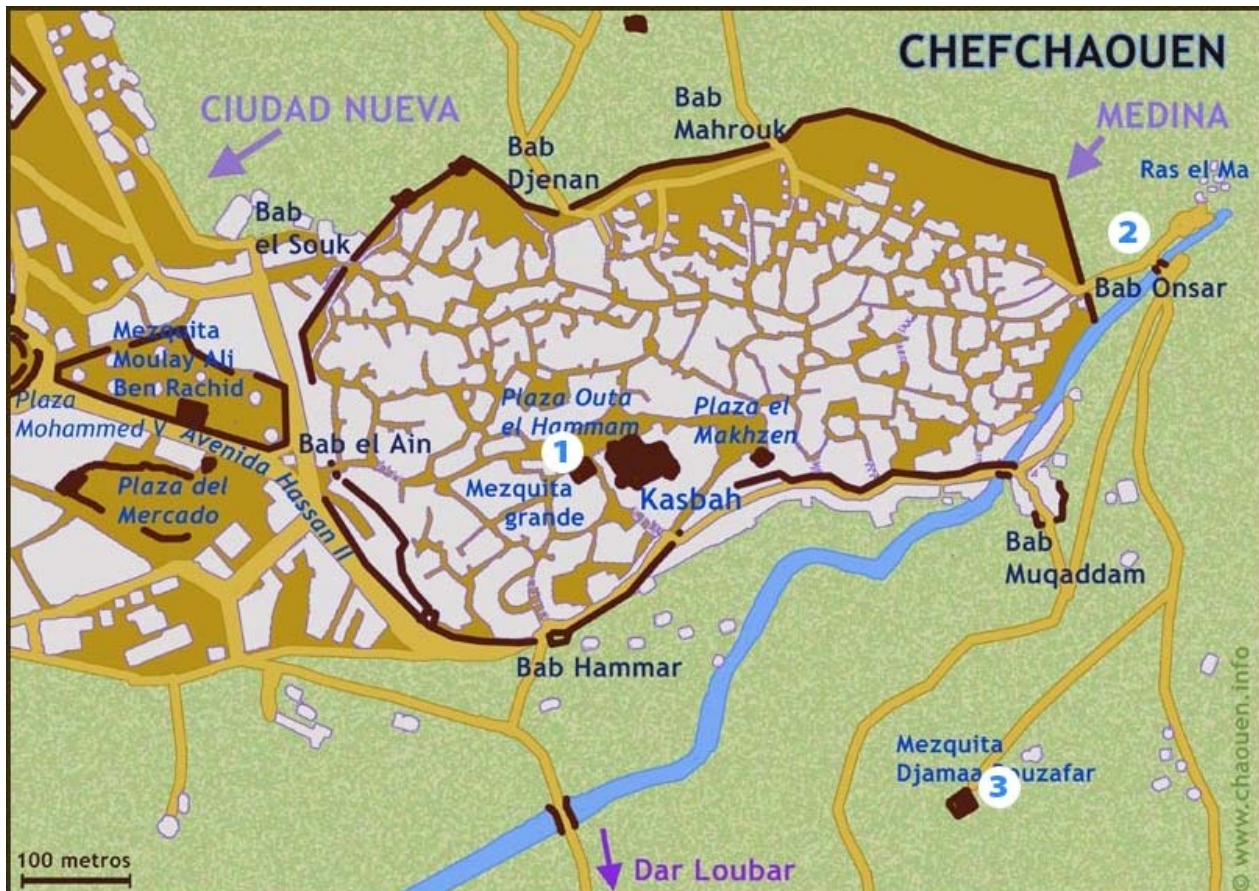 CHEFCHAOUEN
CIUDAD NUEVA
MEDINA
Bab
Mahrouk
Bab
Djenan
Ras el Ma
Bab
el Souk
2
Bab Onsar
Mezquita
Moulay Ali
Ben Rachid
Plaza
Mohammed V
Avenida Hassan II
Plaza Outa
el Hammam
Plaza el
Makhzen
Bab el Ain
1
Mezquita
grande
Kasbah
Plaza del
Mercado
Bab
Muqaddam
Bab Hammar
Mezquita
Djamaa
3
Dar Loubar
100 metros
© www.chaouen.info